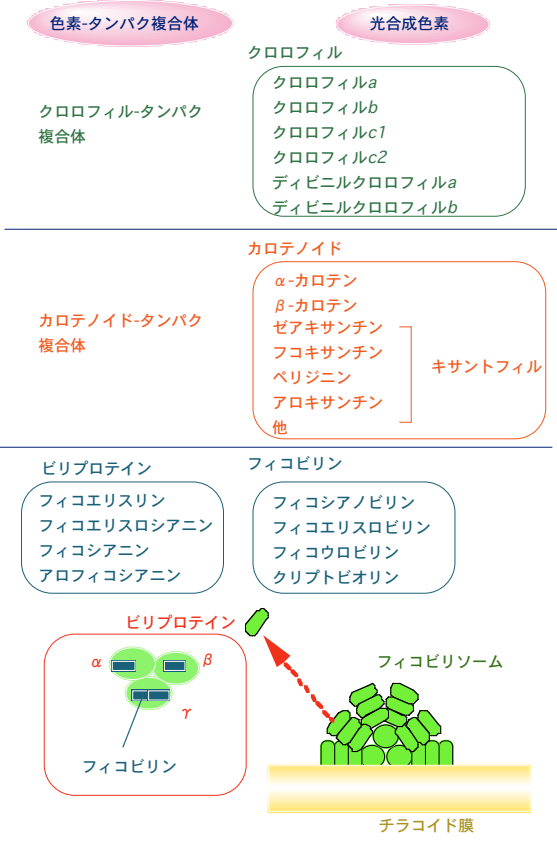 色素-タンパク複合体
光合成色素
クロロフィル
クロロフィル-タンパク
複合体
クロロフィルa
クロロフィルb
クロロフィルc1
クロロフィルc2
ディビニルクロロフィルa
ディビニルクロロフィルb
カロテノイド
カロテノイド-タンパク
複合体
α-カロテン
β-カロテン
ゼアキサンチン
フコキサンチン
ペリジニン
アロキサンチン
他
キサントフィル
ビリプロテイン
フィコエリスリン
フィコエリスロシアニン
フィコシアニン
アロフィコシアニン
フィコビリン
フィコシアノビリン
フィコエリスロビリン
フィコウロビリン
クリプトビオリン
ビリプロテイン
α
β
γ
フィコビリン
フィコビリソーム
チラコイド膜